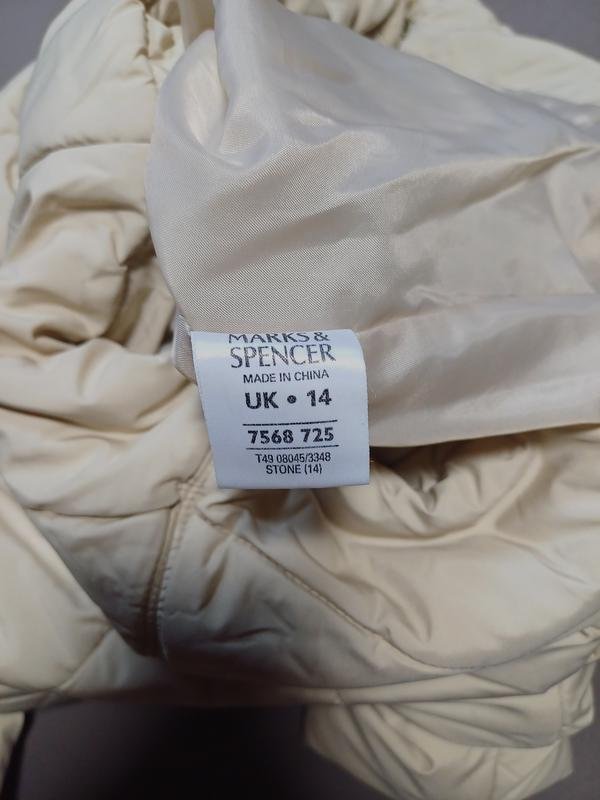 MARKS &
SPENCER
MADE IN CHINA
UK • 14
7568 725
T49 08045/3348
STONE (14)